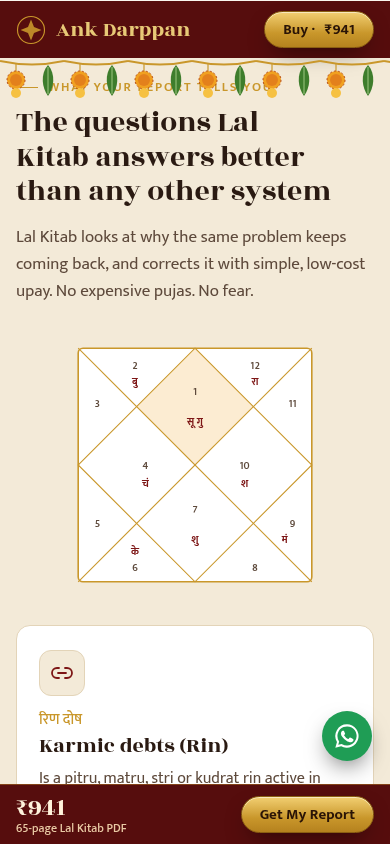 Ank Darppan
Buy · ₹941
WHAT YOUR REPORT TELLS YOU
The questions Lal
Kitab answers better
than any other system
Lal Kitab looks at why the same problem keeps
coming back, and corrects it with simple, low-cost
upay. No expensive pujas. No fear.
2
बु
12
रा
1
सू गु
3
11
4
चं
10
श
7
शु
5
9
मं
के
6
8
रिण दोष
Karmic debts (Rin)
Is a pitru, matru, stri or kudrat rin active in
₹941
65-page Lal Kitab PDF
Get My Report